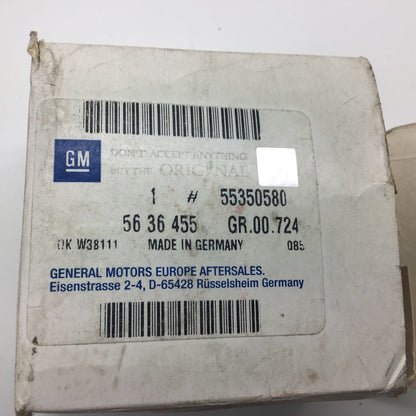 GM
DON'T ACCEPT ANYTHING
BUT THE ORIGINAL
1 # 55350580
56 36 455 GR.00.724
OK W38111 MADE IN GERMANY 085
GENERAL MOTORS EUROPE AFTERSALES.
Eisenstrasse 2-4, D-65428 Rüsselsheim Germany